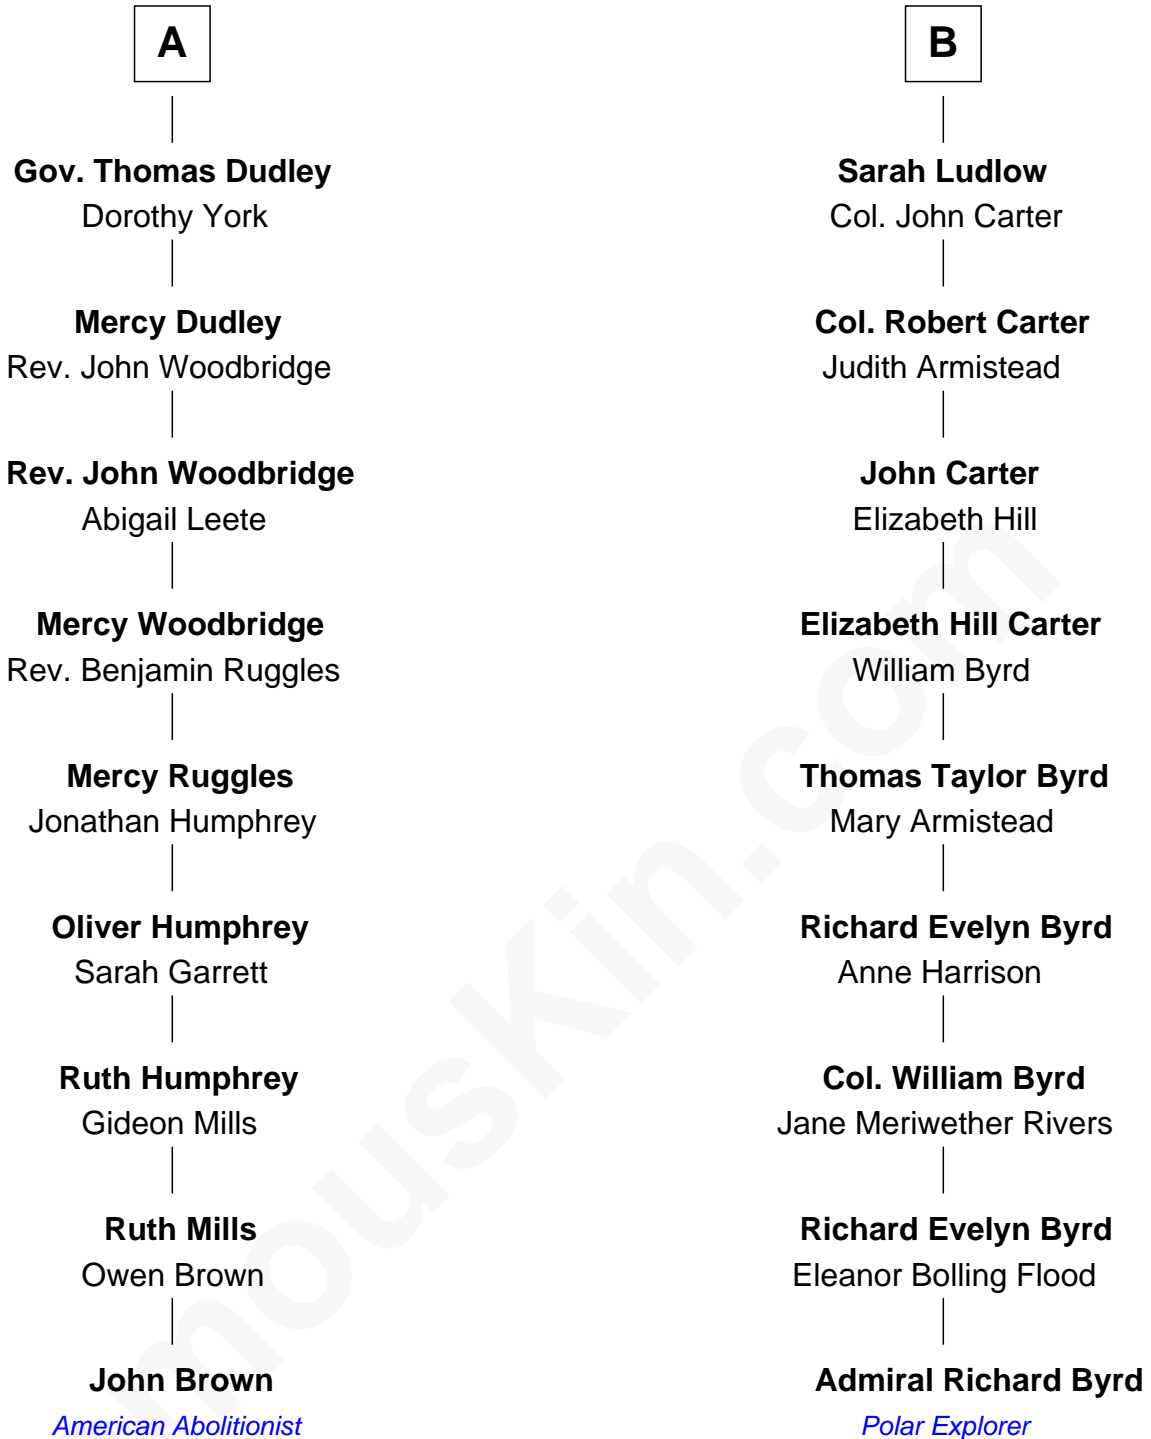 A
Gov. Thomas Dudley
Dorothy York
Mercy Dudley
Rev. John Woodbridge
Rev. John Woodbridge
Abigail Leete
Mercy Woodbridge
Rev. Benjamin Ruggles
Mercy Ruggles
Jonathan Humphrey
Oliver Humphrey
Sarah Garrett
Ruth Humphrey
Gideon Mills
Ruth Mills
Owen Brown
John Brown
American Abolitionist
B
Sarah Ludlow
Col. John Carter
Col. Robert Carter
Judith Armistead
John Carter
Elizabeth Hill
Elizabeth Hill Carter
William Byrd
Thomas Taylor Byrd
Mary Armistead
Richard Evelyn Byrd
Anne Harrison
Col. William Byrd
Jane Meriwether Rivers
Richard Evelyn Byrd
Eleanor Bolling Flood
Admiral Richard Byrd
Polar Explorer
mousKin.com